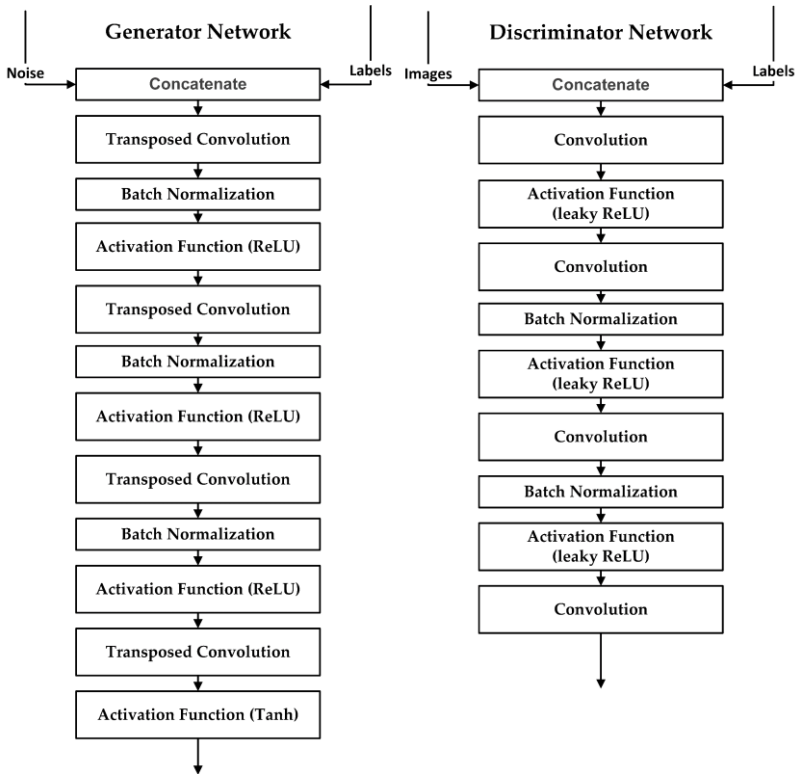 Generator Network
Noise
Labels
Concatenate
Transposed Convolution
Batch Normalization
Activation Function (ReLU)
Transposed Convolution
Batch Normalization
Activation Function (ReLU)
Transposed Convolution
Batch Normalization
Activation Function (ReLU)
Transposed Convolution
Activation Function (Tanh)
Discriminator Network
Images
Labels
Concatenate
Convolution
Activation Function
(leaky ReLU)
Convolution
Batch Normalization
Activation Function
(leaky ReLU)
Convolution
Batch Normalization
Activation Function
(leaky ReLU)
Convolution